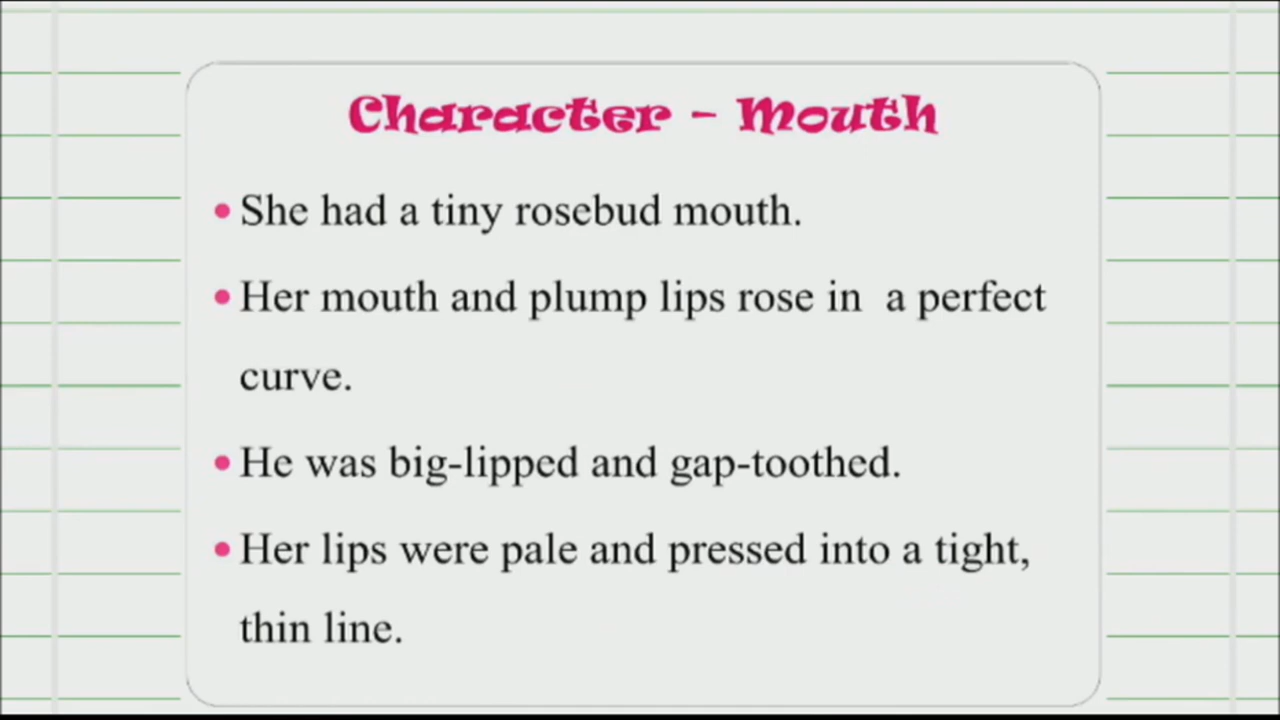 Character - Mouth
• She had a tiny rosebud mouth.
• Her mouth and plump lips rose in  a perfect
curve.
• He was big-lipped and gap-toothed.
• Her lips were pale and pressed into a tight,
thin line.